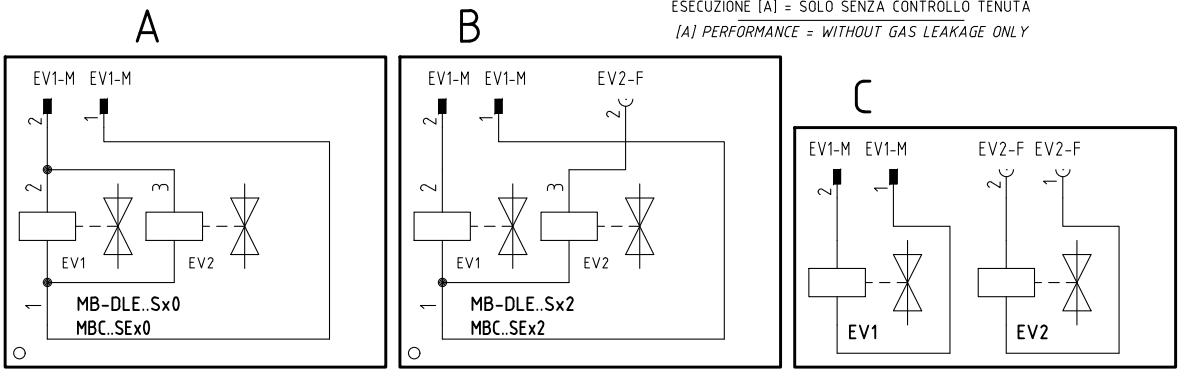 ESECUZIONE [A] = SOLO SENZA CONTROLLO TENUTA
[A] PERFORMANCE = WITHOUT GAS LEAKAGE ONLY
A
EV1-M EV1-M
2 1
2 3
EV1 EV2
1
MB-DLE..Sx0
MBC..SEx0
B
EV1-M EV1-M EV2-F
2 1 2
2 3
EV1 EV2
1
MB-DLE..Sx2
MBC..SEx2
C
EV1-M EV1-M EV2-F EV2-F
2 1 2 1
EV1 EV2